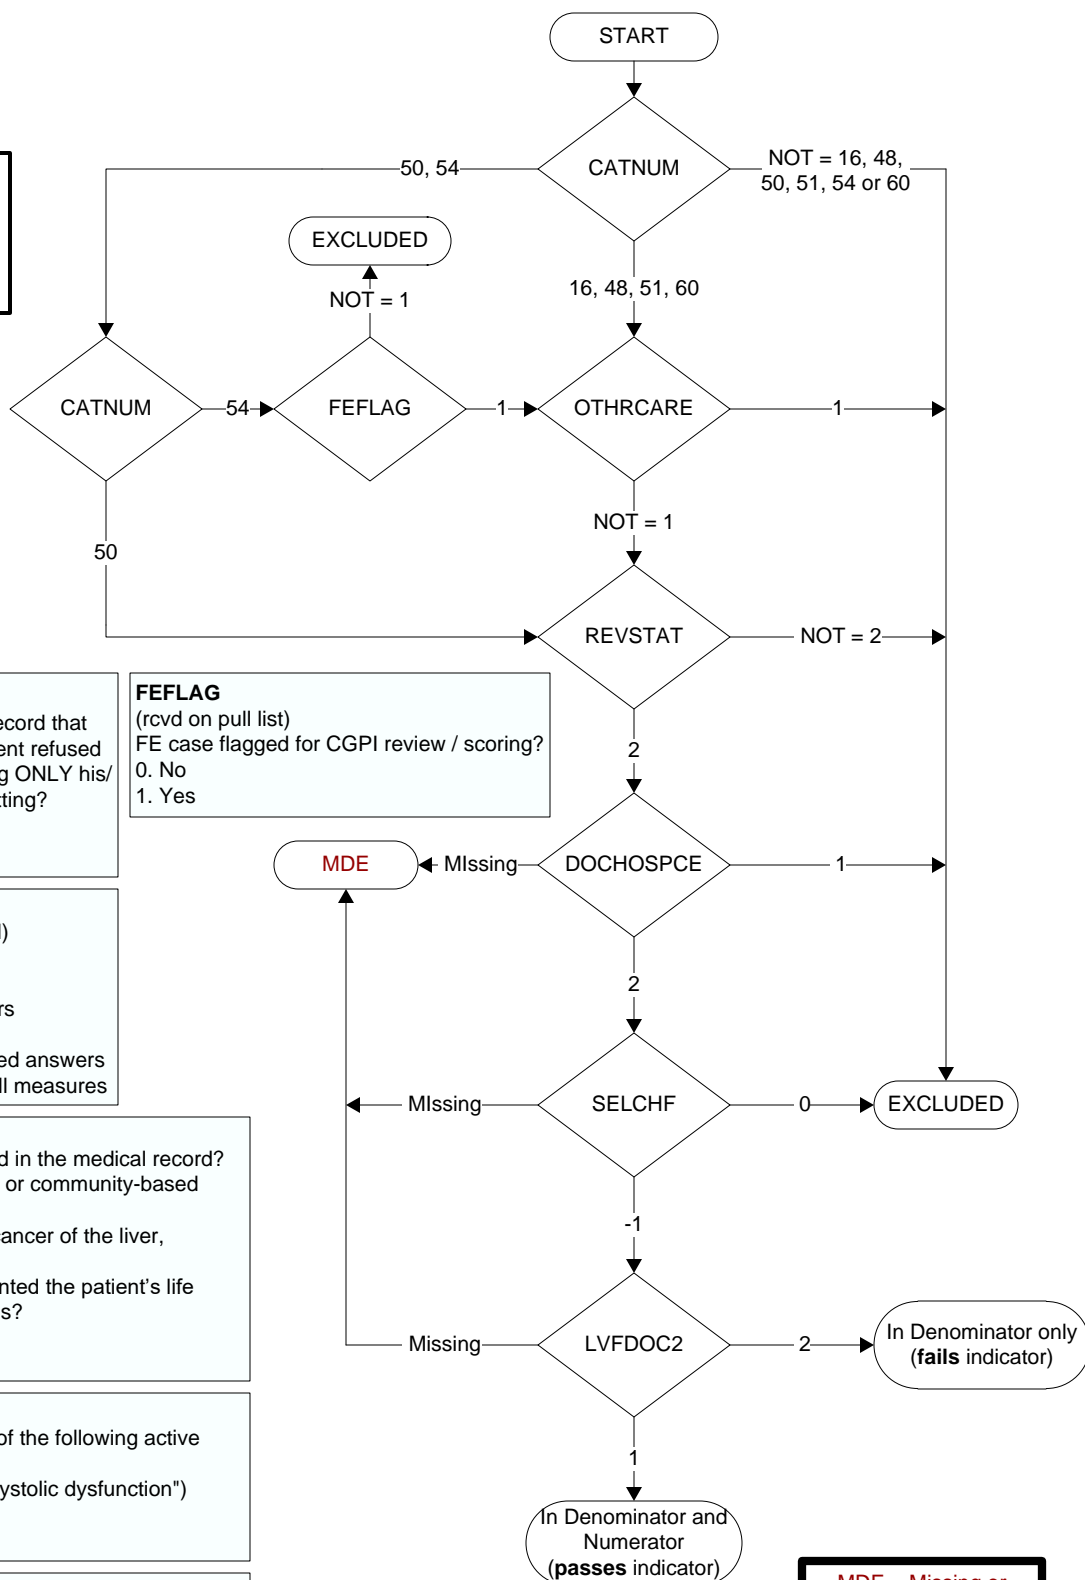 START
CATNUM
50, 54
NOT = 16, 48,
50, 51, 54 or 60
EXCLUDED
NOT = 1
16, 48, 51, 60
CATNUM
54
FEFLAG
1
OTHRCARE
1
NOT = 1
50
REVSTAT
NOT = 2
FEFLAG
(rcvd on pull list)
FE case flagged for CGPI review / scoring?
0. No
1. Yes
ecord that
ent refused
g ONLY his/
tting?
2
MDE
MIssing
DOCHOSPCE
1
)
rs
ed answers
ll measures
2
MIssing
SELCHF
0
EXCLUDED
d in the medical record?
or community-based
cancer of the liver,
nted the patient's life
s?
-1
Missing
LVFDOC2
2
In Denominator only
(fails indicator)
of the following active
ystolic dysfunction")
1
In Denominator and
Numerator
(passes indicator)
MDE = Missing or